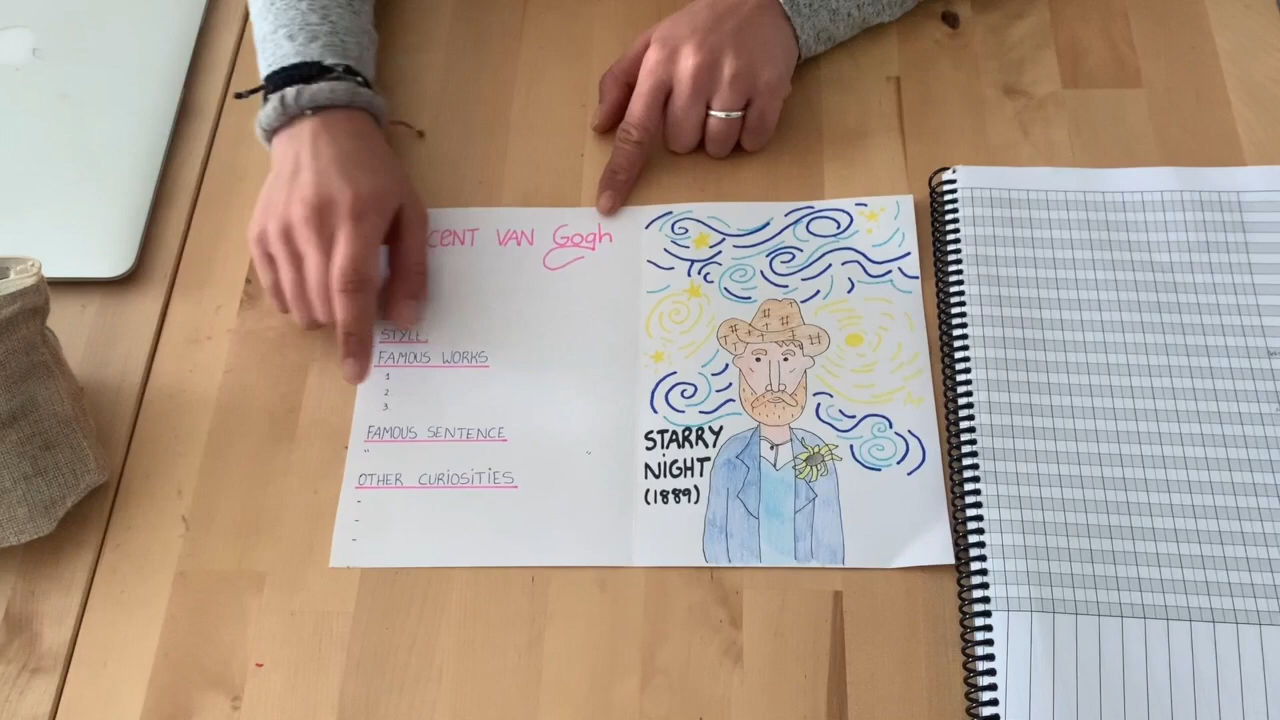 CENT VAN Gogh
STYLE.
FAMOUS WORKS
1
2
3.
FAMOUS SENTENCE
" "
OTHER CURIOSITIES
-
-
-
STARRY
NiGHT
(1889)